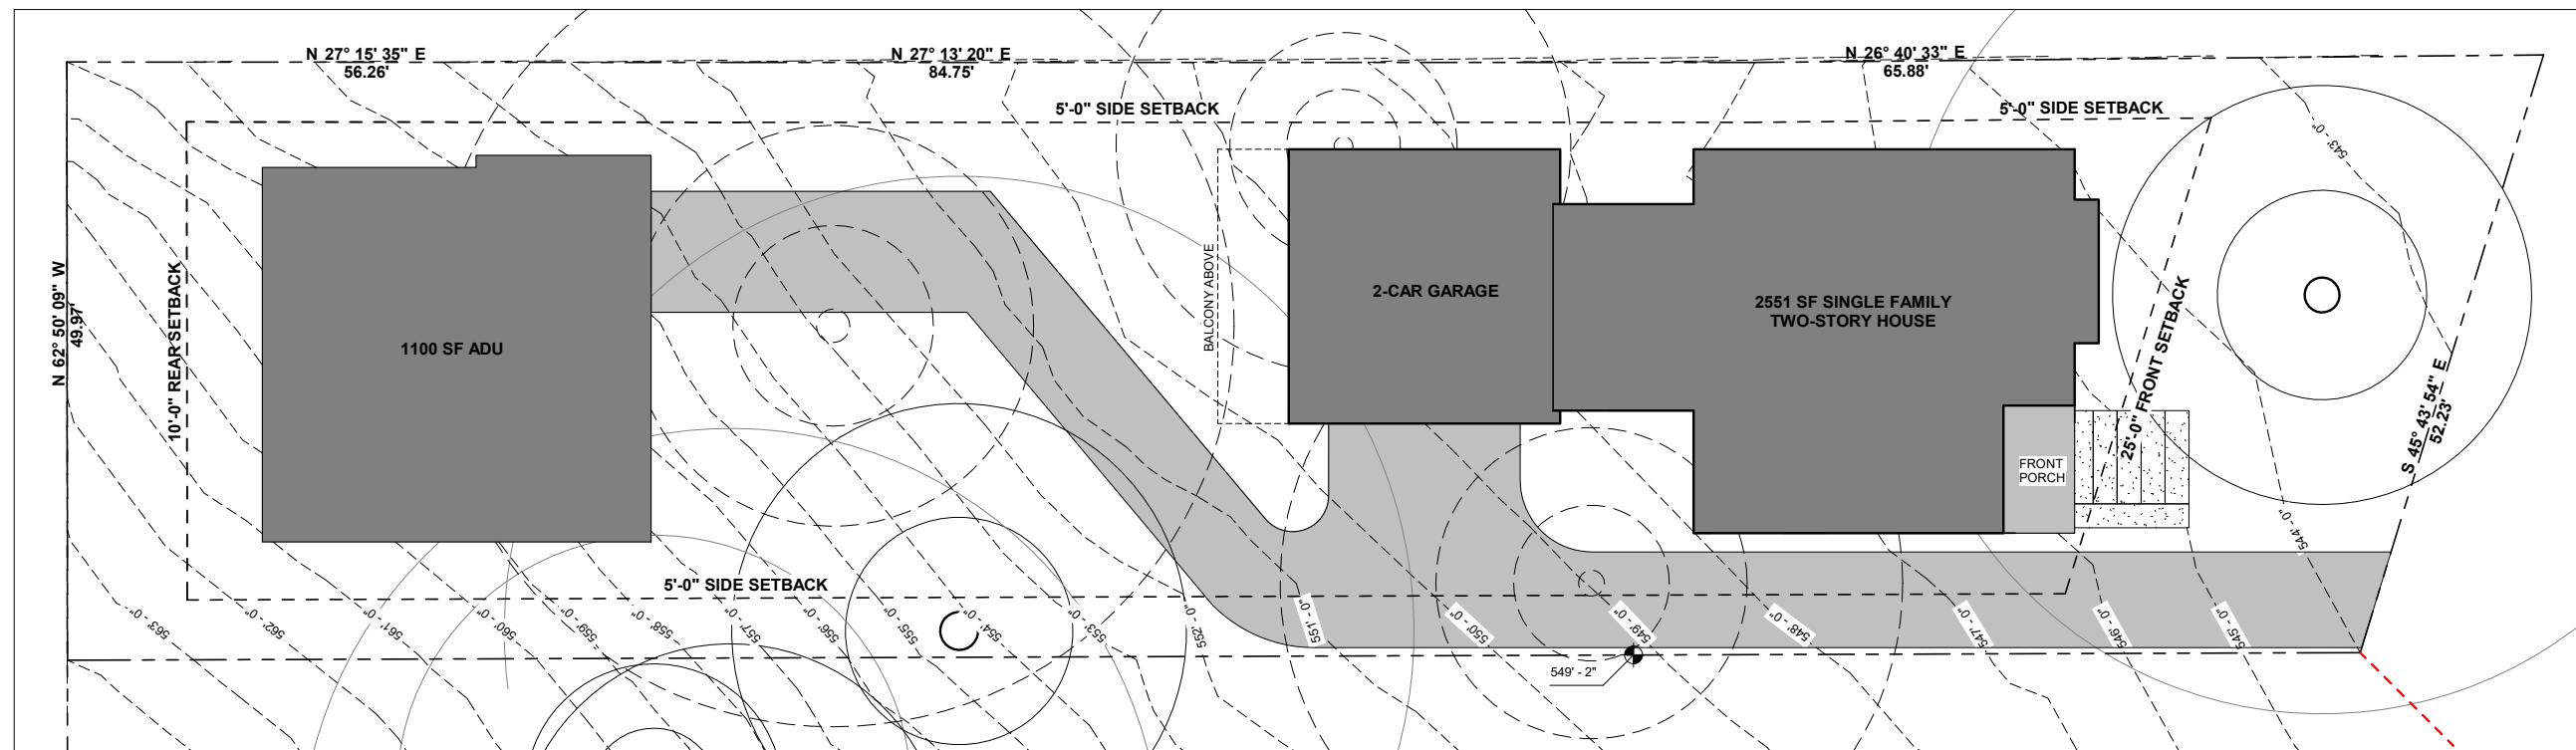 N 27° 15' 35" E
56.26'
N 27° 13' 20" E
84.75'
N 26° 40' 33" E
65.88'
5'-0" SIDE SETBACK
5'-0" SIDE SETBACK
543' - 0"
N 62° 50' 09" W
49.97'
10'-0" REAR SETBACK
1100 SF ADU
BALCONY ABOVE
2-CAR GARAGE
2551 SF SINGLE FAMILY
TWO-STORY HOUSE
25'-0" FRONT SETBACK
S 45° 43' 54" E
52.23'
FRONT
PORCH
544' - 0"
5'-0" SIDE SETBACK
563' - 0"
562' - 0"
561' - 0"
560' - 0"
559' - 0"
558' - 0"
557' - 0"
556' - 0"
555' - 0"
554' - 0"
553' - 0"
552' - 0"
551' - 0"
550' - 0"
549' - 0"
548' - 0"
547' - 0"
546' - 0"
545' - 0"
549' - 2"